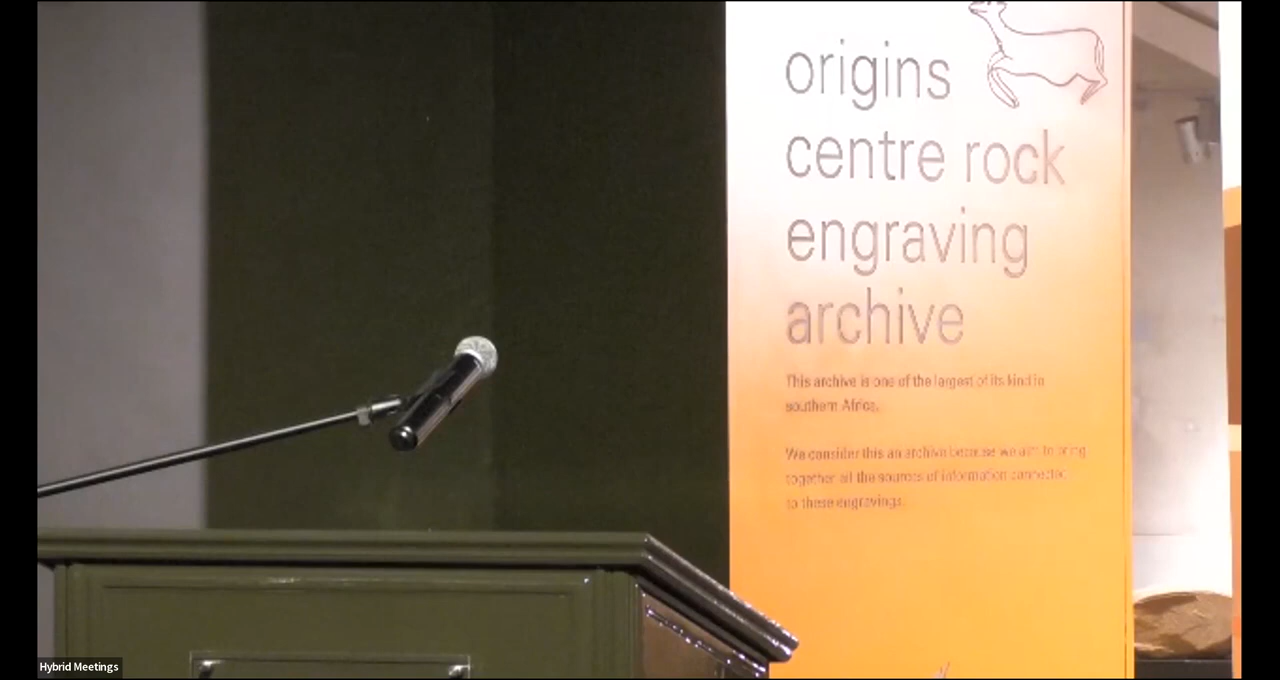 origins
centre rock
engraving
archive
This archive is one of the largest of its kind in
southern Africa.
We consider this an archive because we aim to bring
together all the sources of information connected
to these engravings.
Hybrid Meetings